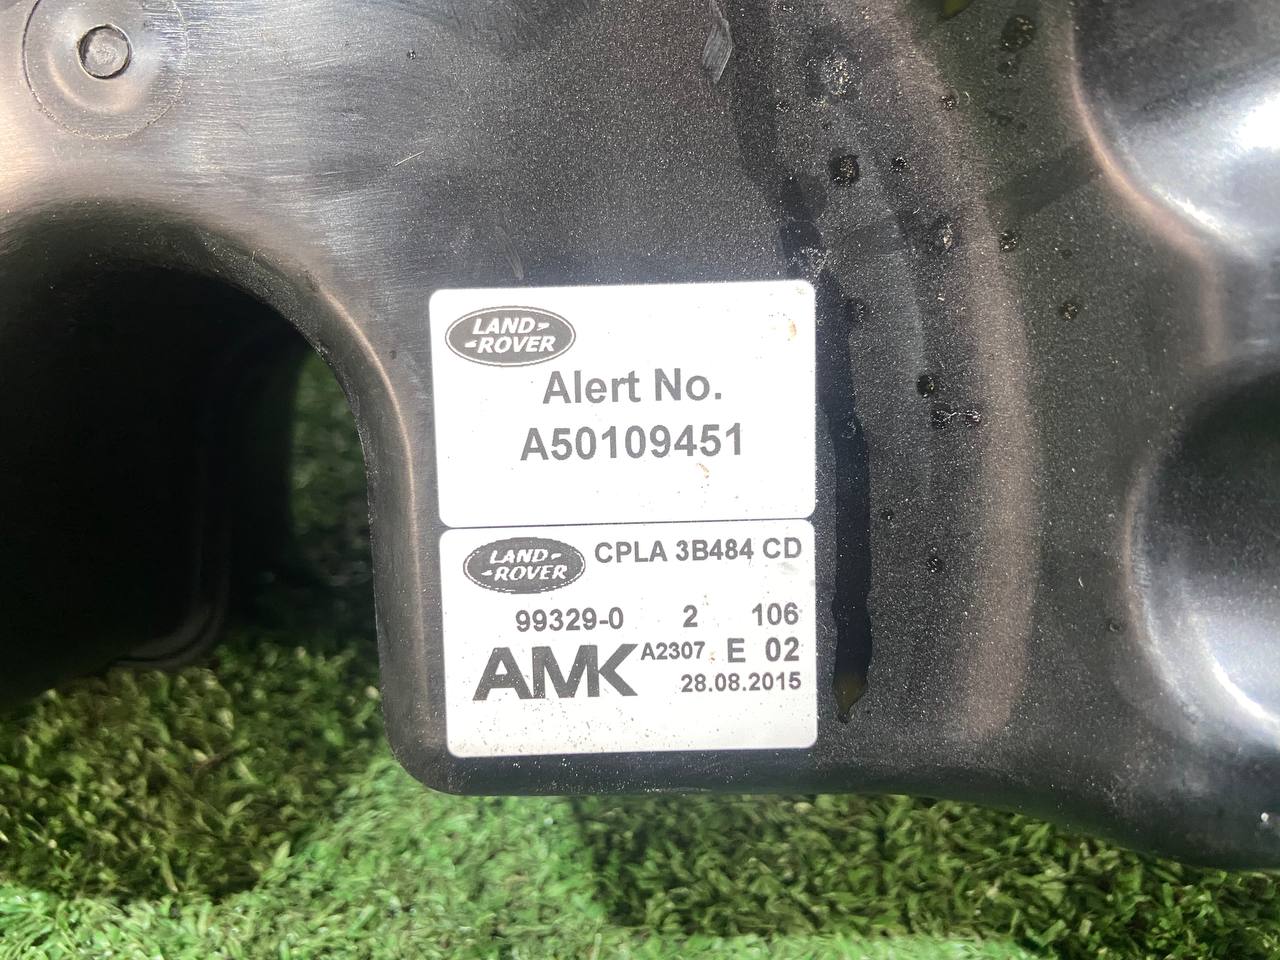 LAND-
-ROVER
Alert No.
A50109451
LAND-
-ROVER
CPLA 3B484 CD
99329-0 2 106
AMK A2307 E 02
28.08.2015